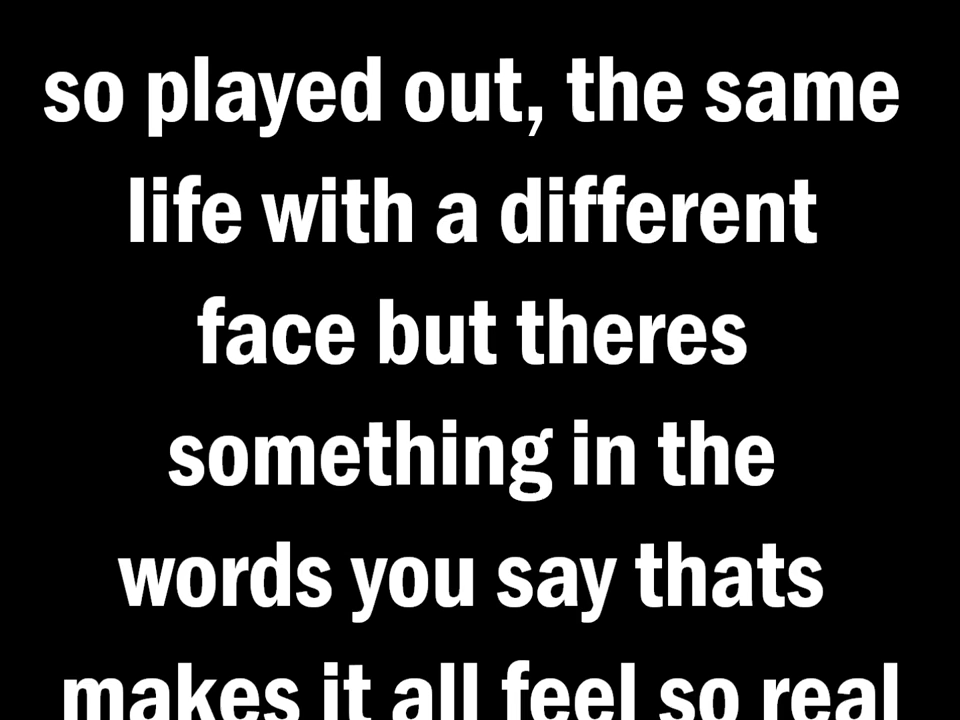 so played out, the same
life with a different
face but theres
something in the
words you say thats
makes it all feel so real